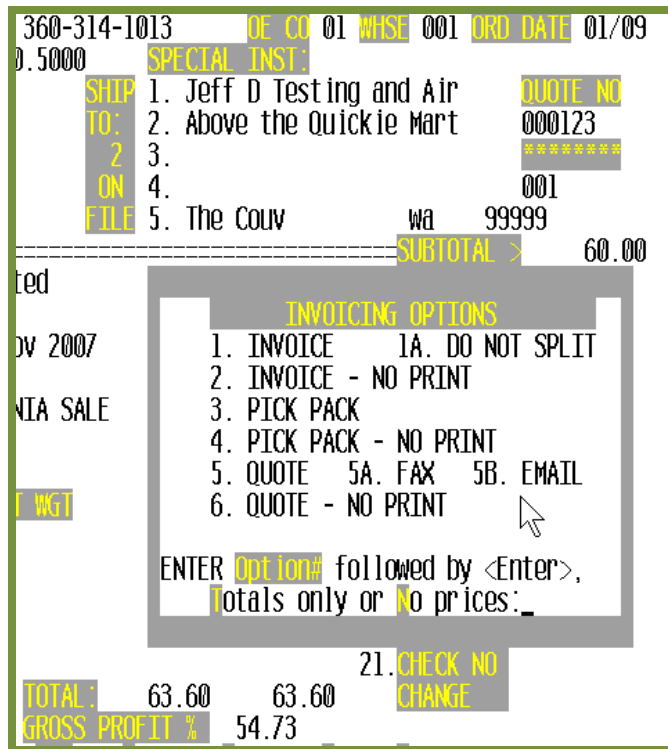 360-314-1013 OE CO 01 WHSE 001 ORD DATE 01/09
0.5000 SPECIAL INST:
SHIP 1. Jeff D Testing and Air QUOTE NO
TO: 2. Above the Quickie Mart 000123
2 3. ********
ON 4. 001
FILE 5. The Couv wa 99999
==============================SUBTOTAL > 60.00
ted
INVOICING OPTIONS
ov 2007 1. INVOICE 1A. DO NOT SPLIT
2. INVOICE - NO PRINT
NIA SALE 3. PICK PACK
4. PICK PACK - NO PRINT
5. QUOTE 5A. FAX 5B. EMAIL
T WGT 6. QUOTE - NO PRINT
ENTER Option# followed by <Enter>,
Totals only or No prices:_
21.CHECK NO
TOTAL: 63.60 63.60 CHANGE
GROSS PROFIT % 54.73